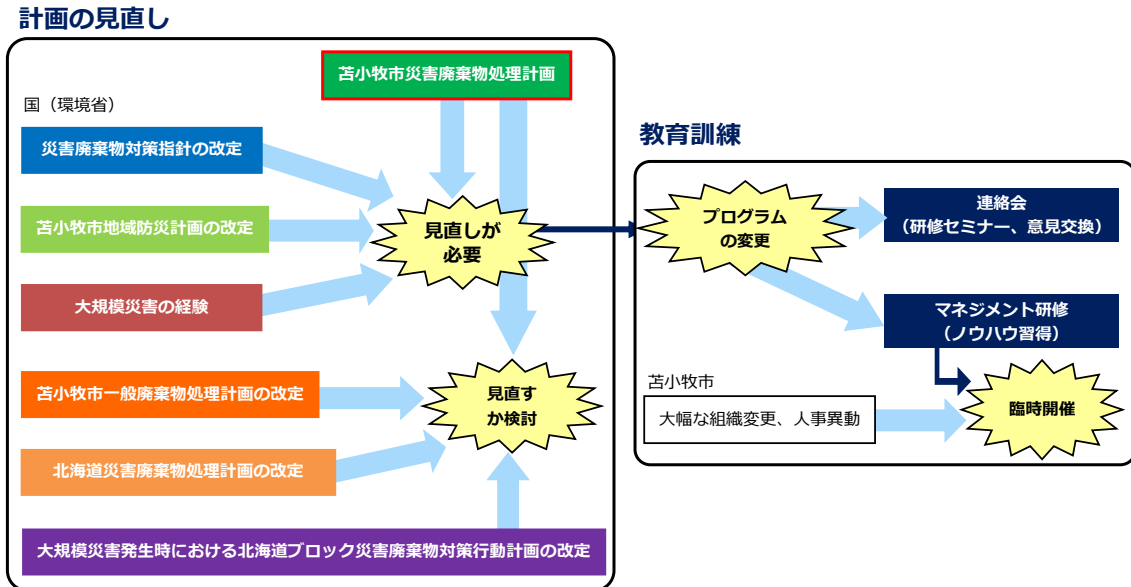 計画の見直し
苫小牧市災害廃棄物処理計画
国（環境省）
災害廃棄物対策指針の改定
苫小牧市地域防災計画の改定
大規模災害の経験
見直しが
必要
苫小牧市一般廃棄物処理計画の改定
北海道災害廃棄物処理計画の改定
見直す
か検討
大規模災害発生時における北海道ブロック災害廃棄物対策行動計画の改定
教育訓練
プログラム
の変更
連絡会
（研修セミナー、意見交換）
マネジメント研修
（ノウハウ習得）
苫小牧市
大幅な組織変更、人事異動
臨時開催